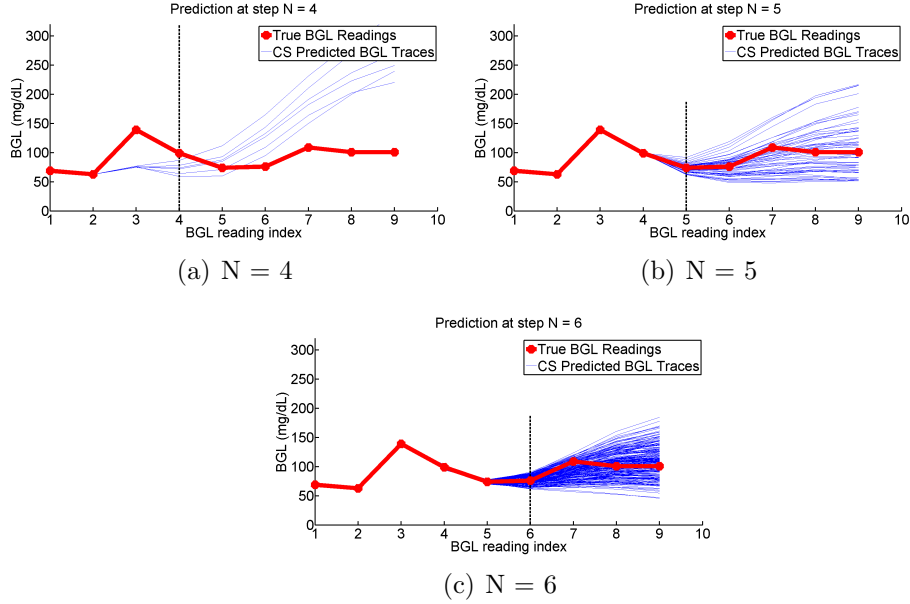 Prediction at step N = 4
300
250
200
150
100
50
0
BGL (mg/dL)
True BGL Readings
CS Predicted BGL Traces
1 2 3 4 5 6 7 8 9 10
BGL reading index
(a) N = 4
Prediction at step N = 5
300
250
200
150
100
50
0
BGL (mg/dL)
True BGL Readings
CS Predicted BGL Traces
1 2 3 4 5 6 7 8 9 10
BGL reading index
(b) N = 5
Prediction at step N = 6
300
250
200
150
100
50
0
BGL (mg/dL)
True BGL Readings
CS Predicted BGL Traces
1 2 3 4 5 6 7 8 9 10
BGL reading index
(c) N = 6